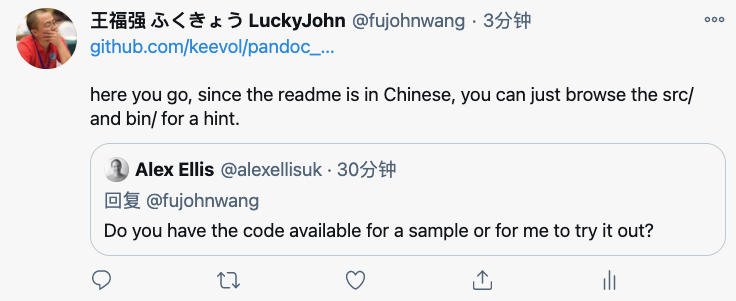 王福强 ふくきょう LuckyJohn @fujohnwang · 3分钟
github.com/keevol/pandoc_...
here you go, since the readme is in Chinese, you can just browse the src/
and bin/ for a hint.
Alex Ellis @alexellisuk · 30分钟
回复 @fujohnwang
Do you have the code available for a sample or for me to try it out?